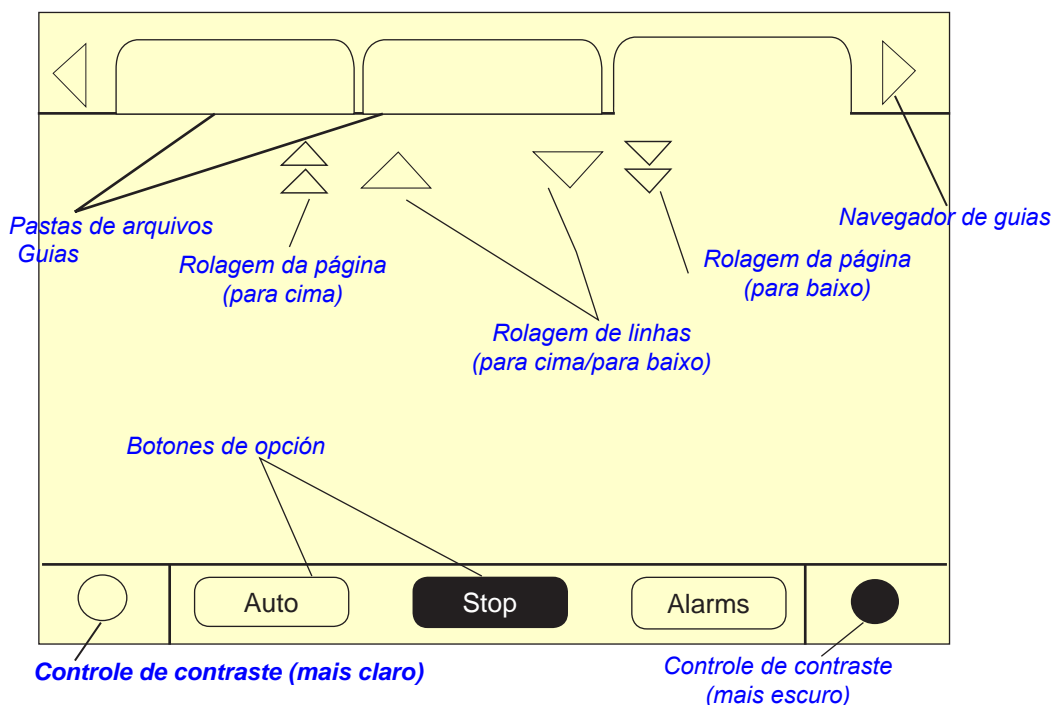 Pastas de arquivos
Guias
Navegador de guias
Rolagem da página
(para cima)
Rolagem da página
(para baixo)
Rolagem de linhas
(para cima/para baixo)
Botones de opción
Auto
Stop
Alarms
Controle de contraste (mais claro)
Controle de contraste
(mais escuro)